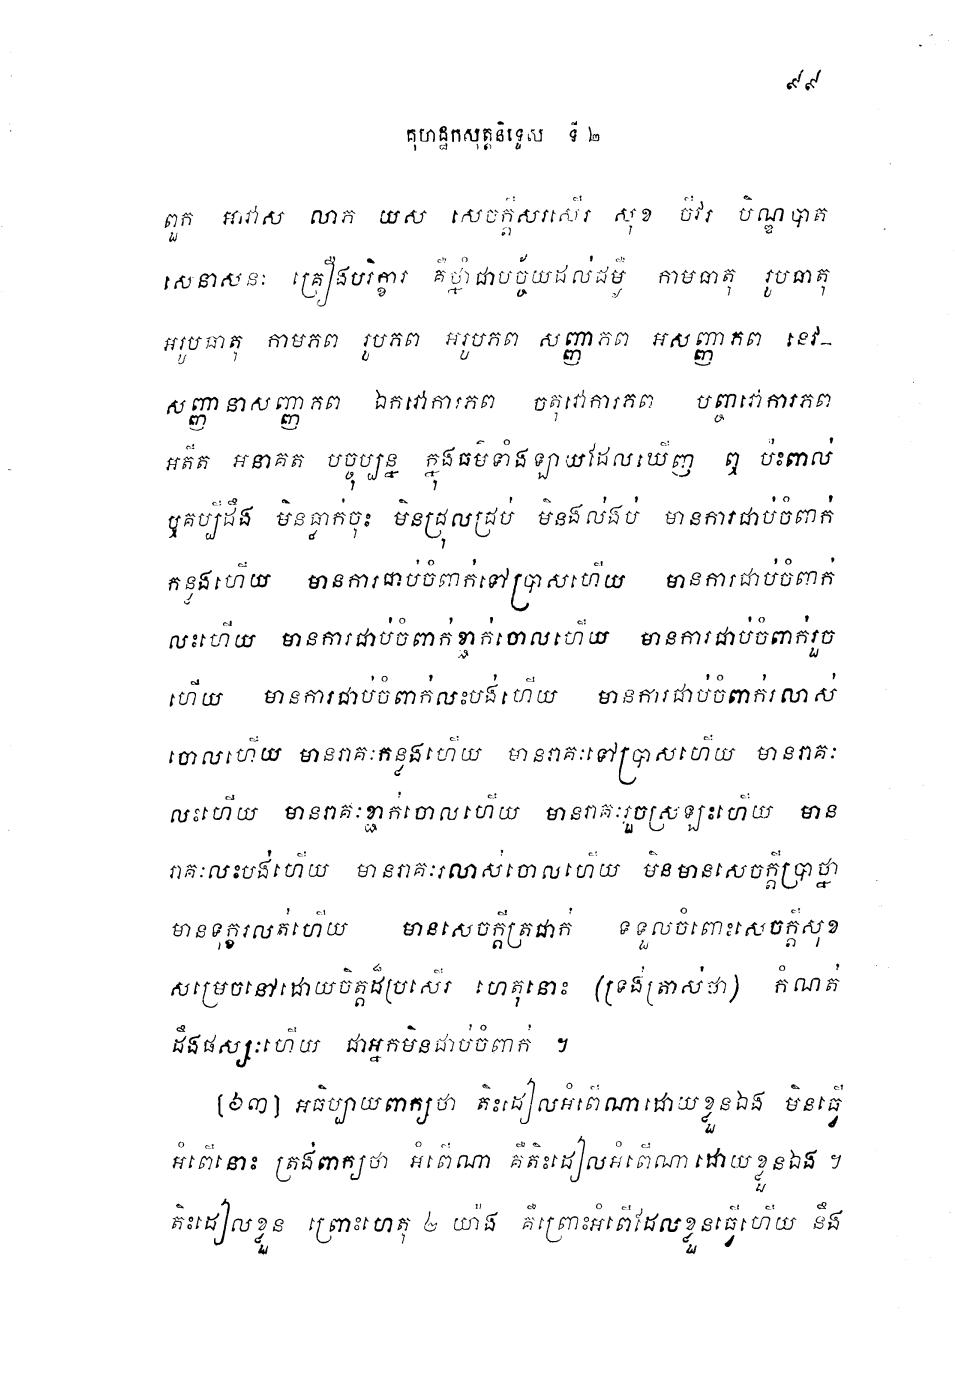 ៩៩
គុហដ្ឋកសុត្តនិទ្ទេស ទី ២
ពួក អាវាស លាភ យស សេចក្តីសរសើរ សុខ ចីវរ បិណ្ឌបាត
សេនាសនៈ គ្រឿងបរិក្ខារ គឺថ្នាំជាបច្ច័យដល់ជម្ងឺ កាមធាតុ រូបធាតុ
អរូបធាតុ កាមភព រូបភព អរូបភព សញ្ញាភព អសញ្ញាភព នេវ-
សញ្ញានាសញ្ញាភព ឯកវោការភព ចតុវោការភព បញ្ចវោការភព
អតីត អនាគត បច្ចុប្បន្ន ក្នុងធម៌ទាំងឡាយដែលឃើញ ឮ ប៉ះពាល់
ឬគប្បីដឹង មិនធ្លាក់ចុះ មិនជ្រុលជ្រប់ មិនងល់ងប់ មានការជាប់ចំពាក់
កន្លងហើយ មានការជាប់ចំពាក់ទៅប្រាសហើយ មានការជាប់ចំពាក់
លះហើយ មានការជាប់ចំពាក់ខ្ជាក់ចោលហើយ មានការជាប់ចំពាក់រួច
ហើយ មានការជាប់ចំពាក់លះបង់ហើយ មានការជាប់ចំពាក់រលាស់
ចោលហើយ មានរាគៈកន្លងហើយ មានរាគៈទៅប្រាសហើយ មានរាគៈ
លះហើយ មានរាគៈខ្ជាក់ចោលហើយ មានរាគៈរួចស្រឡះហើយ មាន
រាគៈលះបង់ហើយ មានរាគៈរលាស់ចោលហើយ មិនមានសេចក្តីប្រាថ្នា
មានទុក្ខរលត់ហើយ មានសេចក្តីត្រជាក់ ទទួលចំពោះសេចក្តីសុខ
សម្រេចនៅដោយចិត្តដ៏ប្រសើរ ហេតុនោះ (ទ្រង់ត្រាស់ថា) កំណត់
ដឹងផស្សៈហើយ ជាអ្នកមិនជាប់ចំពាក់ ។
[៦៣] អធិប្បាយពាក្យថា តិះដៀលអំពើណាដោយខ្លួនឯង មិនធ្វើ
អំពើនោះ ត្រង់ពាក្យថា អំពើណា គឺតិះដៀលអំពើណាដោយខ្លួនឯង ។
តិះដៀលខ្លួន ព្រោះហេតុ ២ យ៉ាង គឺព្រោះអំពើដែលខ្លួនធ្វើហើយ នឹង